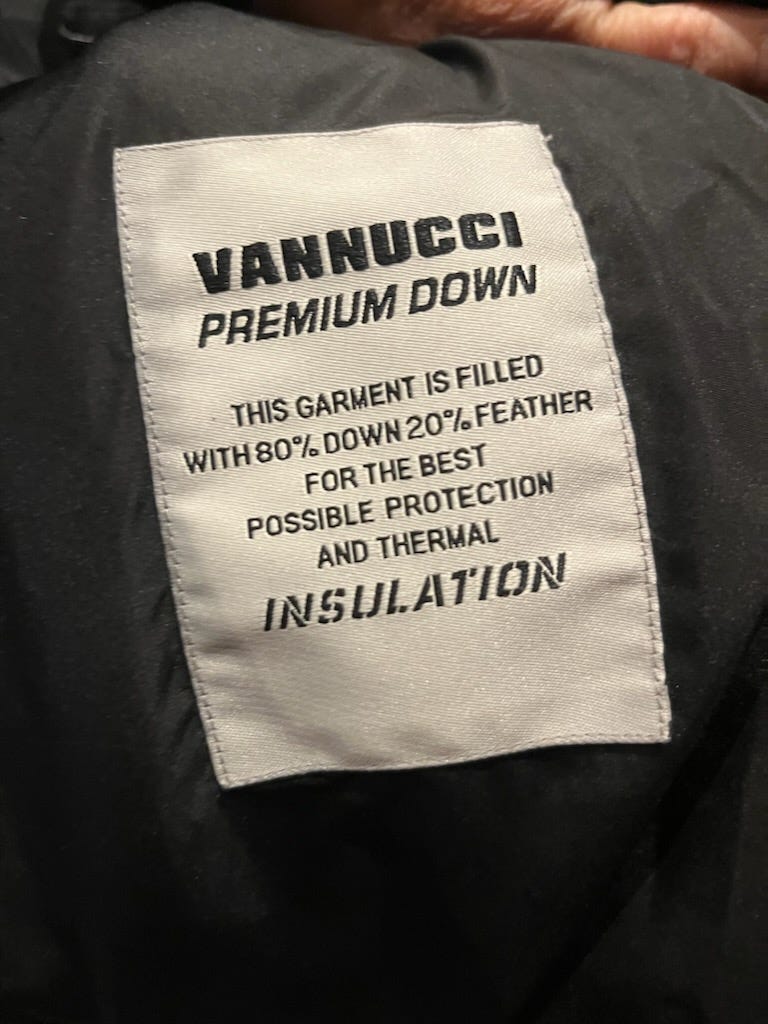 VANNUCCI
PREMIUM DOWN
THIS GARMENT IS FILLED
WITH 80% DOWN 20% FEATHER
FOR THE BEST
POSSIBLE PROTECTION
AND THERMAL
INSULATION